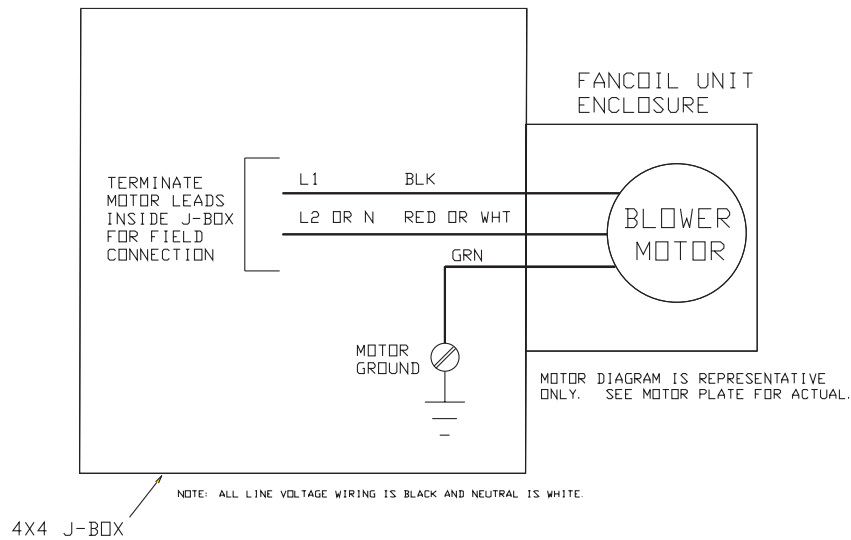 FANCOIL UNIT
ENCLOSURE
TERMINATE
MOTOR LEADS
INSIDE J-BOX
FOR FIELD
CONNECTION
L1 BLK
L2 OR N RED OR WHT
GRN
BLOWER
MOTOR
MOTOR
GROUND
MOTOR DIAGRAM IS REPRESENTATIVE
ONLY. SEE MOTOR PLATE FOR ACTUAL.
NOTE: ALL LINE VOLTAGE WIRING IS BLACK AND NEUTRAL IS WHITE.
4X4 J-BOX